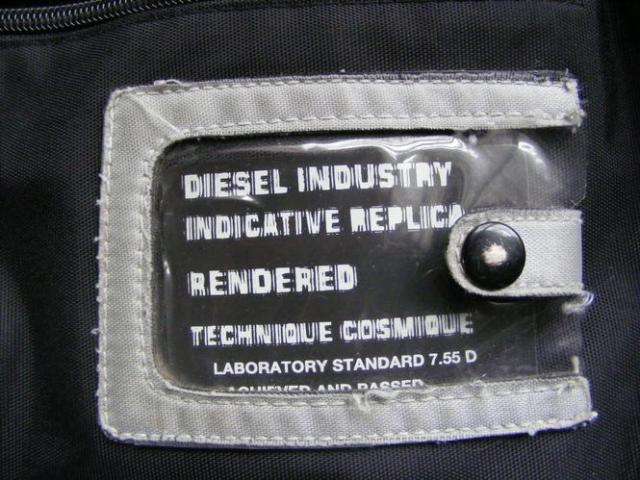 DIESEL INDUSTRY
INDICATIVE REPLICA
RENDERED
TECHNIQUE COSMIQUE
LABORATORY STANDARD 7.55 D
ACHIEVED AND PASSED